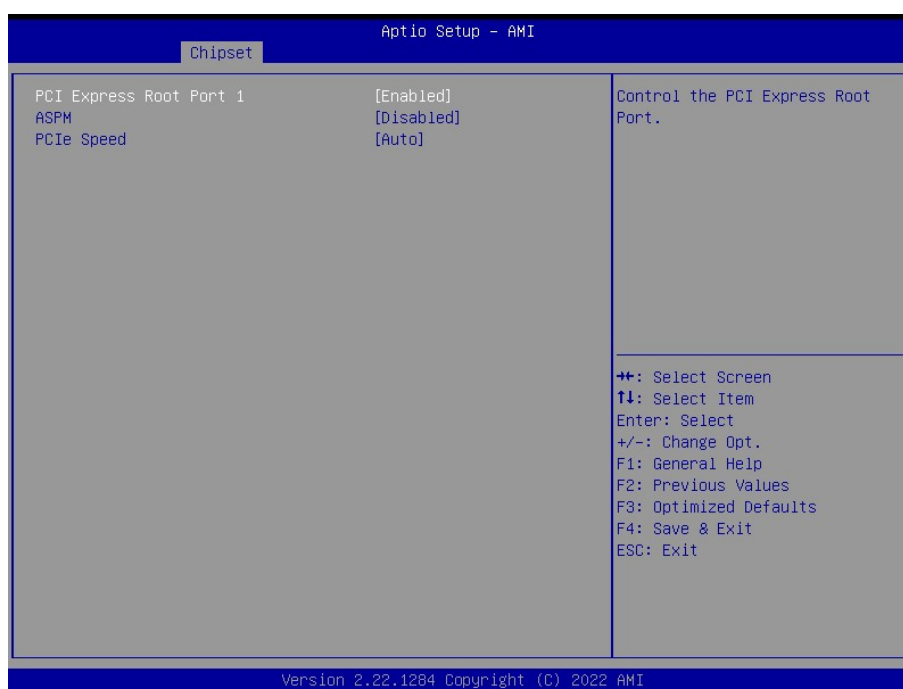 Aptio Setup – AMI
Chipset
PCI Express Root Port 1 [Enabled]
ASPM [Disabled]
PCIe Speed [Auto]
Control the PCI Express Root
Port.
→←: Select Screen
↑↓: Select Item
Enter: Select
+/-: Change Opt.
F1: General Help
F2: Previous Values
F3: Optimized Defaults
F4: Save & Exit
ESC: Exit
Version 2.22.1284 Copyright (C) 2022 AMI